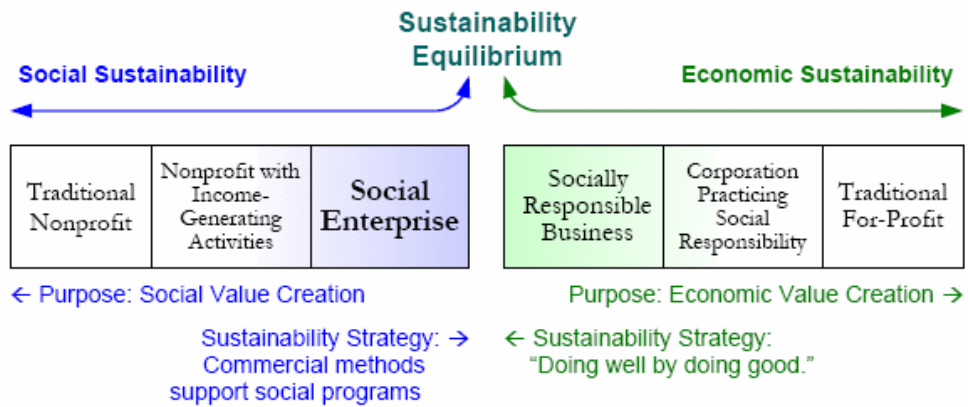 Sustainability
Equilibrium
Social Sustainability
Economic Sustainability
Traditional
Nonprofit
Nonprofit with
Income-
Generating
Activities
Social
Enterprise
Socially
Responsible
Business
Corporation
Practicing
Social
Responsibility
Traditional
For-Profit
← Purpose: Social Value Creation
Purpose: Economic Value Creation →
Sustainability Strategy: →
Commercial methods
support social programs
← Sustainability Strategy:
“Doing well by doing good.”